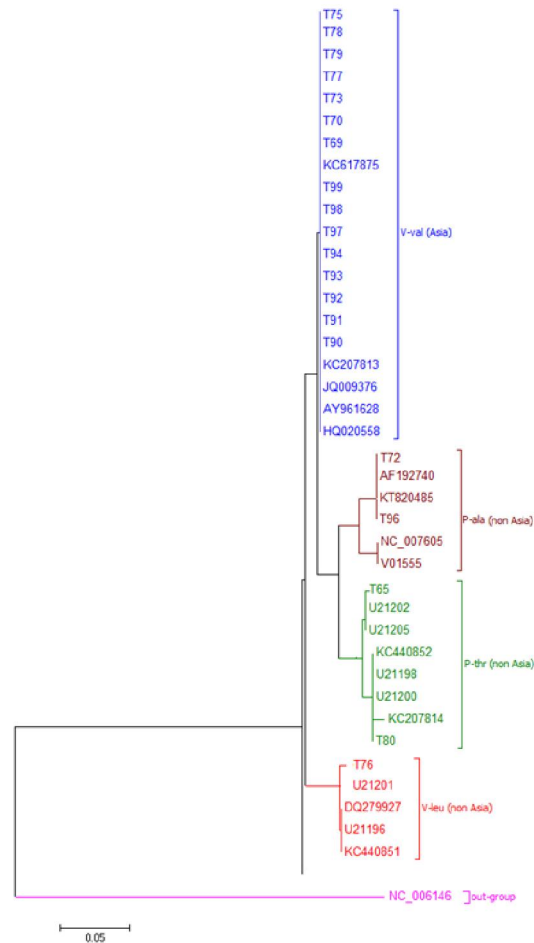 T75
T78
T79
T77
T73
T70
T69
KC617875
T99
T98
T97
V-val (Asia)
T94
T93
T92
T91
T90
KC207813
JQ009376
AY961628
HQ020558
T72
AF192740
KT820485
T96
P-ala (non Asia)
NC_007605
V01555
T65
U21202
U21205
KC440852
P-thr (non Asia)
U21198
U21200
KC207814
T80
T76
U21201
DQ279927
V-leu (non Asia)
U21196
KC440851
NC_006146 out-group
0.05